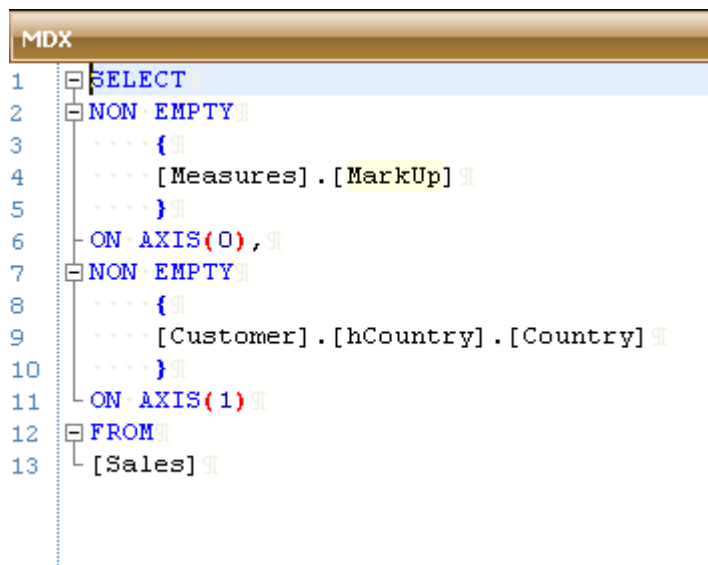 MDX
1 SELECT
2 NON EMPTY
3 {
4 [Measures].[MarkUp]
5 }
6 ON AXIS(0),
7 NON EMPTY
8 {
9 [Customer].[hCountry].[Country]
10 }
11 ON AXIS(1)
12 FROM
13 [Sales]